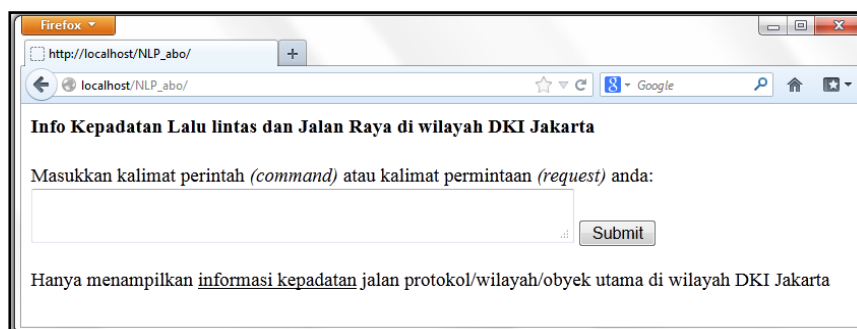 Firefox
http://localhost/NLP_abo/
localhost/NLP_abo/
Google
Info Kepadatan Lalu lintas dan Jalan Raya di wilayah DKI Jakarta
Masukkan kalimat perintah (command) atau kalimat permintaan (request) anda:
Submit
Hanya menampilkan informasi kepadatan jalan protokol/wilayah/obyek utama di wilayah DKI Jakarta